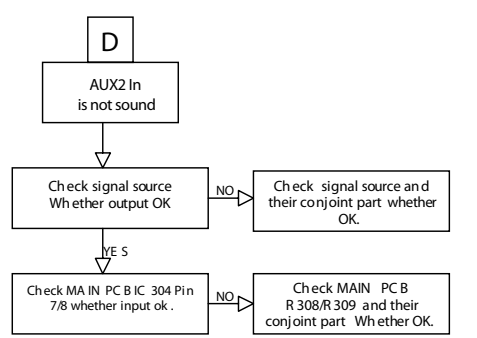 D
AUX2 In
is not sound
Check signal source
Whether output OK
NO
Check signal source and
their conjoint part whether
OK.
YES
Check MAIN PCB IC 304 Pin
7/8 whether input ok.
NO
Check MAIN PCB
R308/R309 and their
conjoint part Whether OK.